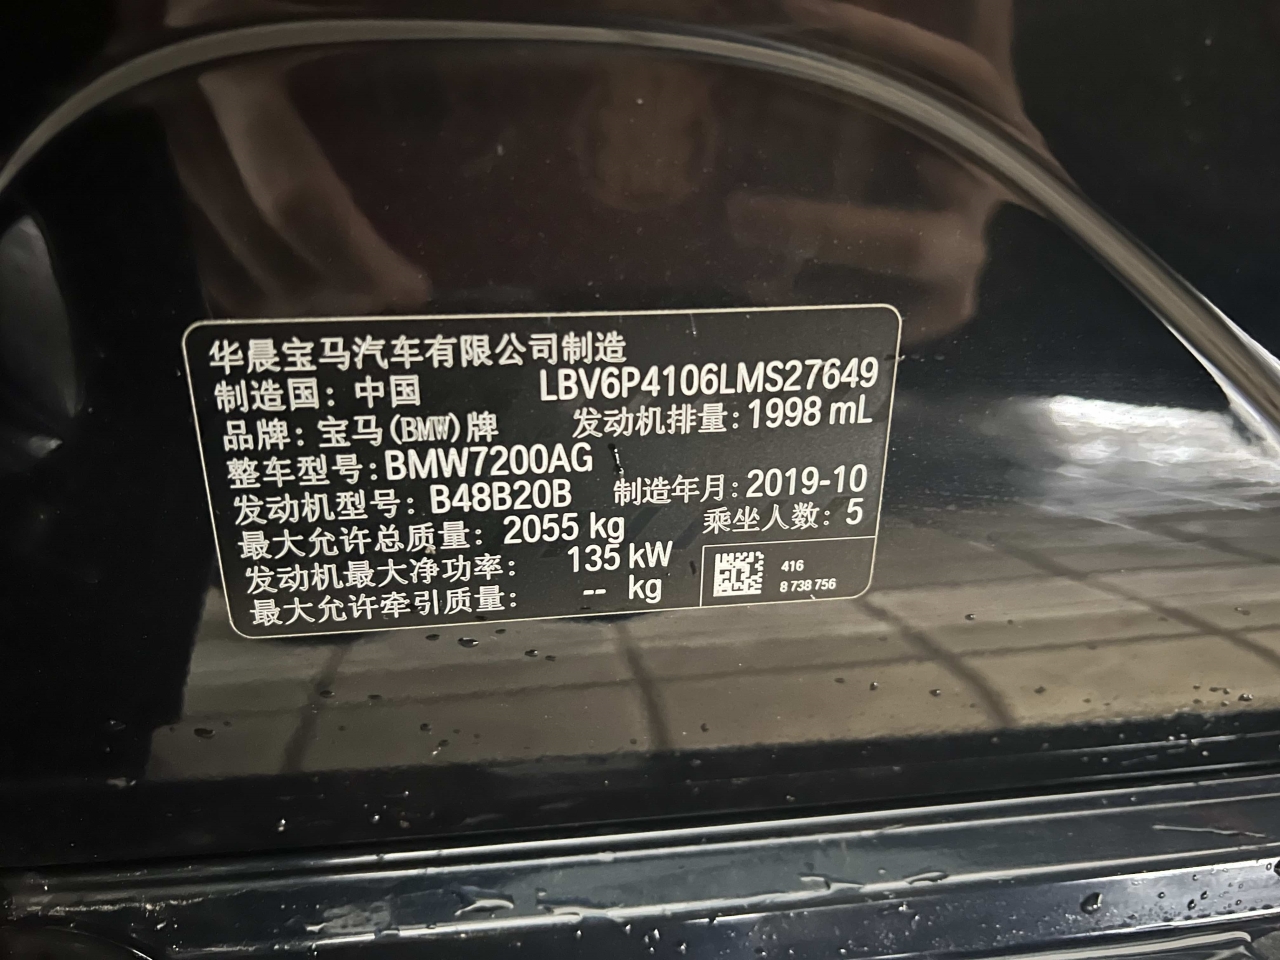 华晨宝马汽车有限公司制造
制造国：中国 LBV6P4106LMS27649
品牌：宝马(BMW)牌 发动机排量：1998 mL
整车型号：BMW7200AG
发动机型号：B48B20B 制造年月：2019-10
最大允许总质量：2055 kg 乘坐人数：5
发动机最大净功率：135 kW
最大允许牵引质量：-- kg
416
8 738 756